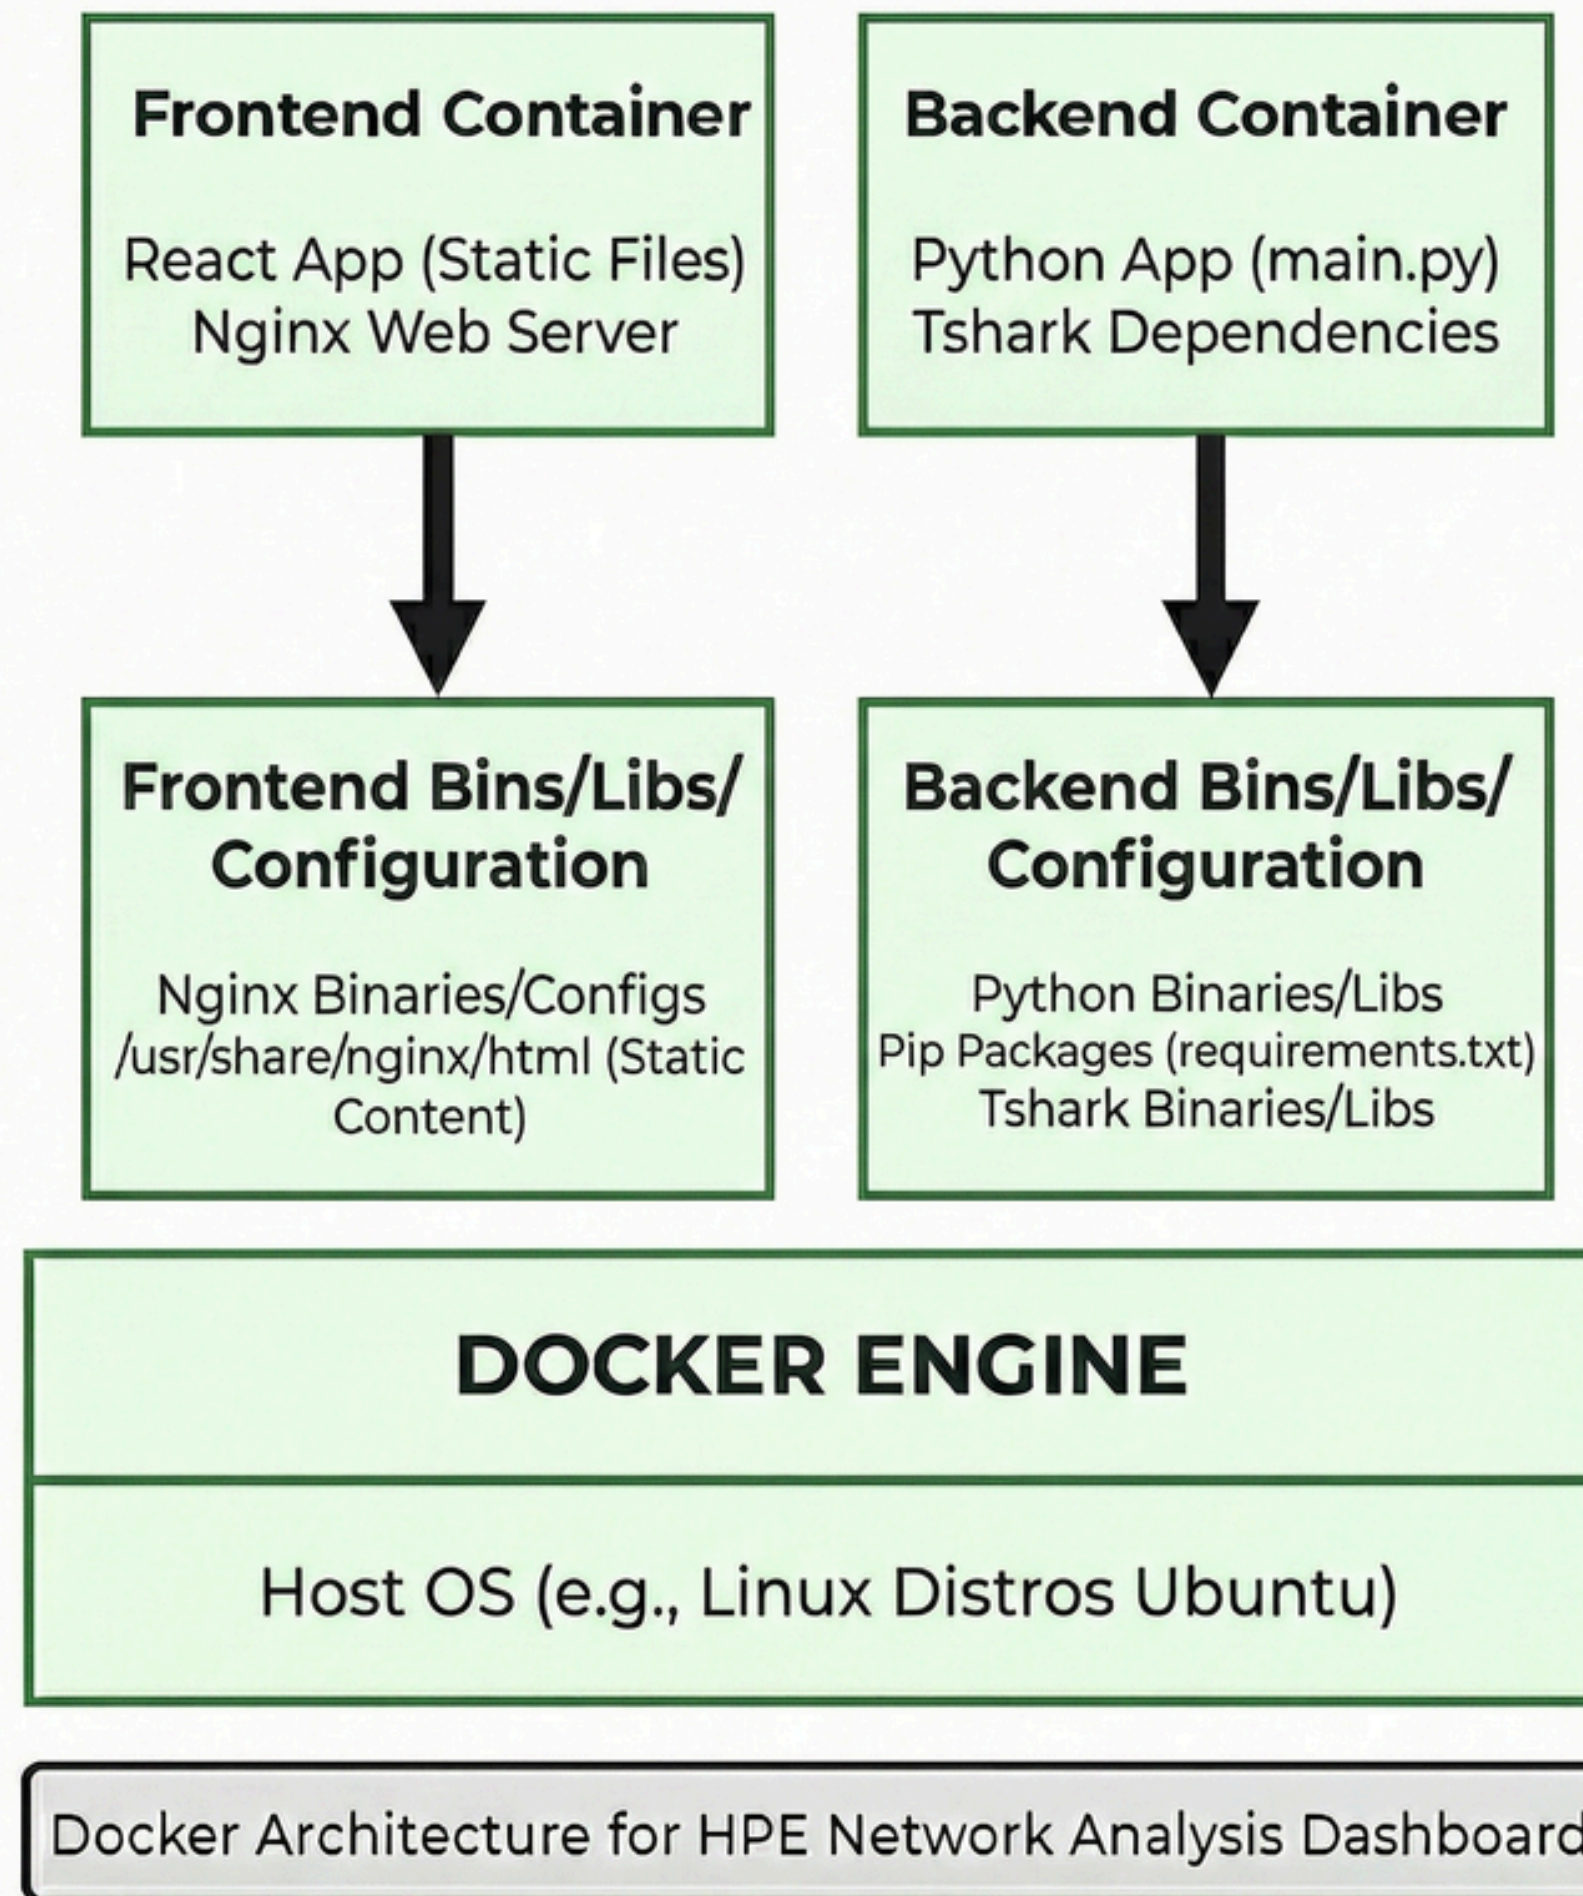 Frontend Container
React App (Static Files)
Nginx Web Server
Backend Container
Python App (main.py)
Tshark Dependencies
Frontend Bins/Libs/
Configuration
Nginx Binaries/Configs
/usr/share/nginx/html (Static
Content)
Backend Bins/Libs/
Configuration
Python Binaries/Libs
Pip Packages (requirements.txt)
Tshark Binaries/Libs
DOCKER ENGINE
Host OS (e.g., Linux Distros Ubuntu)
Docker Architecture for HPE Network Analysis Dashboard